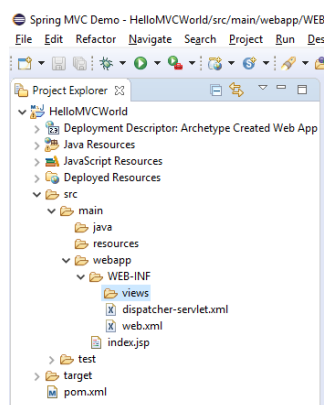 Spring MVC Demo - HelloMVCWorld/src/main/webapp/WEB
File Edit Refactor Navigate Search Project Run Des
Project Explorer
HelloMVCWorld
Deployment Descriptor: Archetype Created Web App
Java Resources
JavaScript Resources
Deployed Resources
src
main
java
resources
webapp
WEB-INF
views
dispatcher-servlet.xml
web.xml
index.jsp
test
target
pom.xml